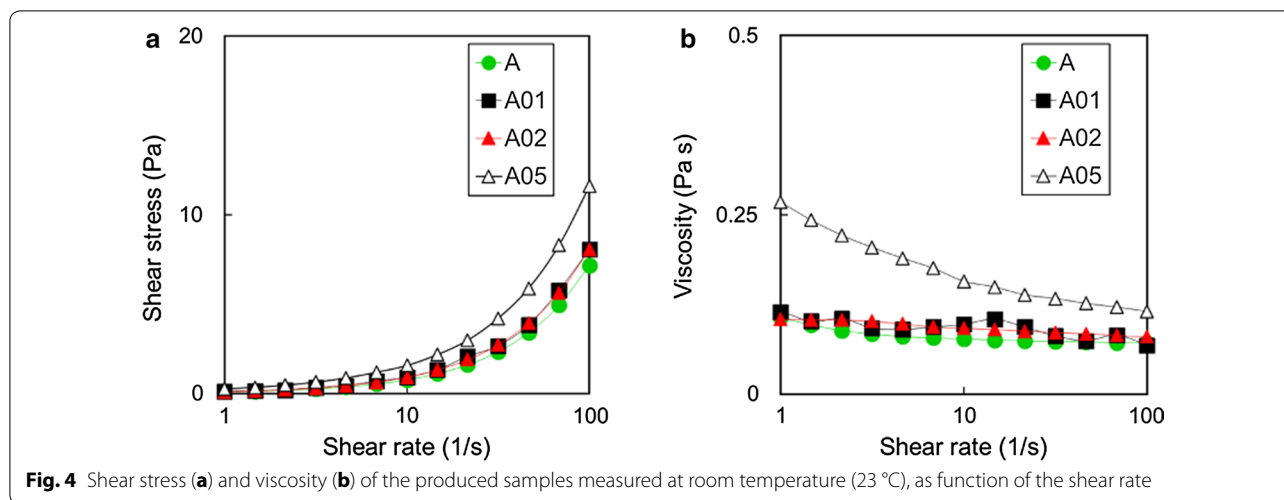 a
20
10
0
Shear stress (Pa)
A
A01
A02
A05
1
10
100
Shear rate (1/s)
b
0.5
0.25
0
Viscosity (Pa s)
A
A01
A02
A05
1
10
100
Shear rate (1/s)
Fig. 4 Shear stress (a) and viscosity (b) of the produced samples measured at room temperature (23 °C), as function of the shear rate